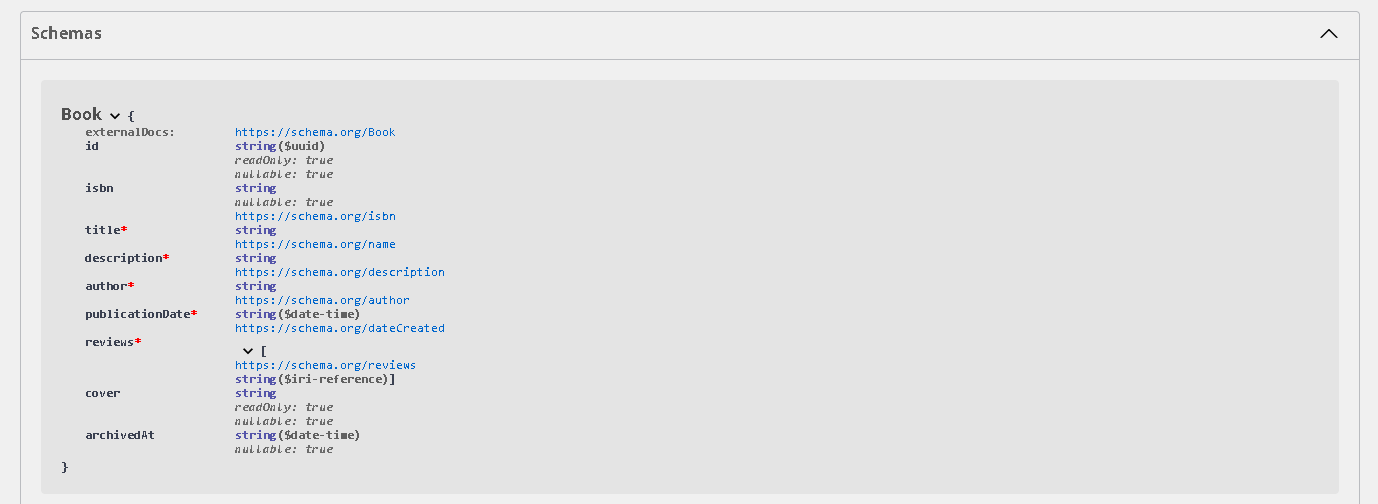 Schemas
Book {
externalDocs: https://schema.org/Book
id string($uuid)
readOnly: true
nullable: true
isbn string
nullable: true
https://schema.org/isbn
title* string
https://schema.org/name
description* string
https://schema.org/description
author* string
https://schema.org/author
publicationDate* string($date-time)
https://schema.org/dateCreated
reviews*
[
https://schema.org/reviews
string($iri-reference)]
cover string
readOnly: true
nullable: true
archivedAt string($date-time)
nullable: true
}